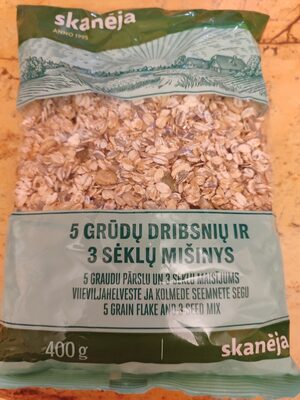 skanėja
ANNO 1995
5 GRŪDŲ DRIBSNIŲ IR
3 SĖKLŲ MIŠINYS
5 GRAUDU PĀRSLU UN 3 SĒKLU MAISĪJUMS
VIIEVILJAHELVESTE JA KOLMEDE SEEMNETE SEGU
5 GRAIN FLAKE AND 3 SEED MIX
400 g
skanėja